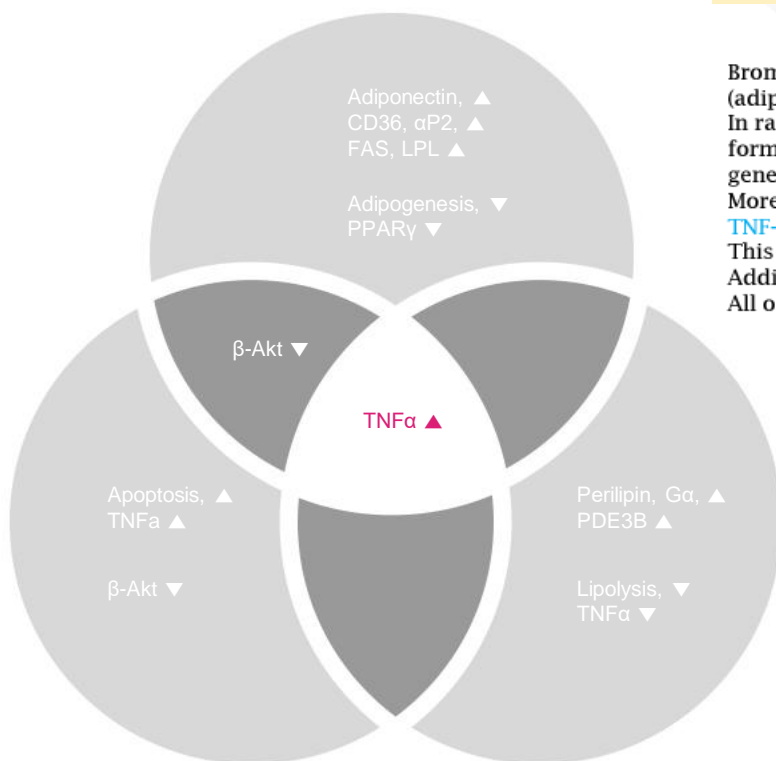 Adiponectin, ▲
CD36, αP2, ▲
FAS, LPL ▲
Adipogenesis, ▼
PPARγ ▼
β-Akt ▼
TNFα ▲
Apoptosis, ▲
TNFa ▲
β-Akt ▼
Perilipin, Gα, ▲
PDE3B ▲
Lipolysis, ▼
TNFα ▼
Brom
(adip
In ra
form
gene
More
TNF-
This
Addi
All o